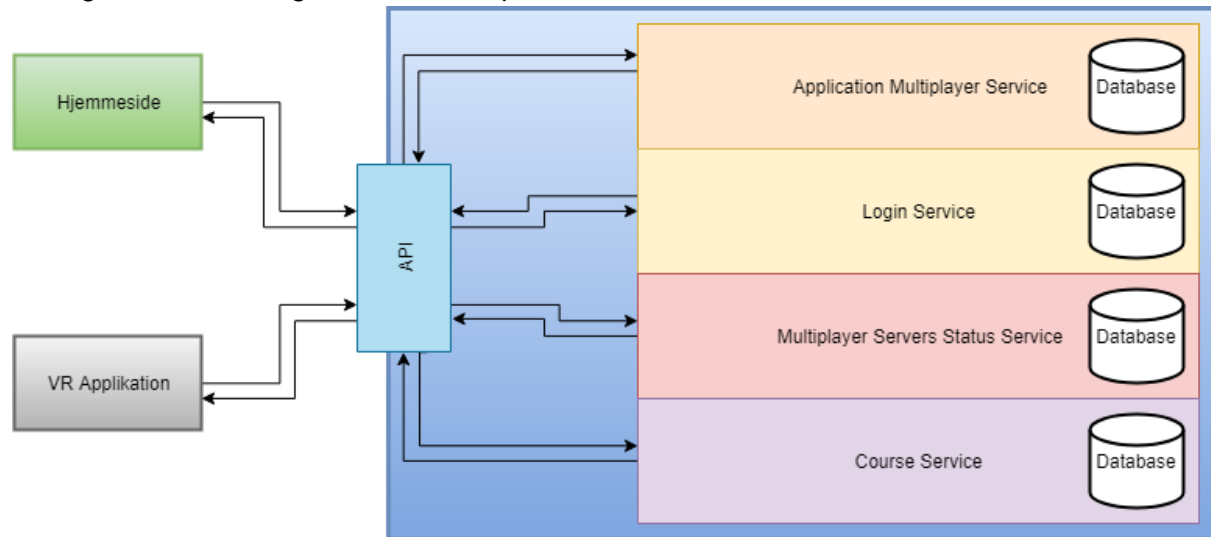 Hjemmeside
VR Applikation
API
Application Multiplayer Service
Database
Login Service
Database
Multiplayer Servers Status Service
Database
Course Service
Database